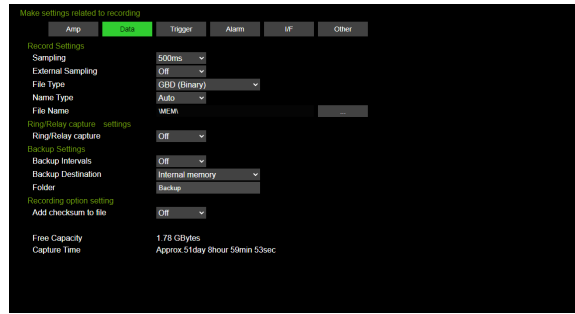 Make settings related to recording
Amp Data Trigger Alarm I/F Other
Record Settings
Sampling 500ms
External Sampling Off
File Type GBD (Binary)
Name Type Auto
File Name \MEM\ ...
Ring/Relay capture settings
Ring/Relay capture Off
Backup Settings
Backup Intervals Off
Backup Destination Internal memory
Folder Backup
Recording option setting
Add checksum to file Off
Free Capacity 1.78 GBytes
Capture Time Approx.51day 8hour 59min 53sec